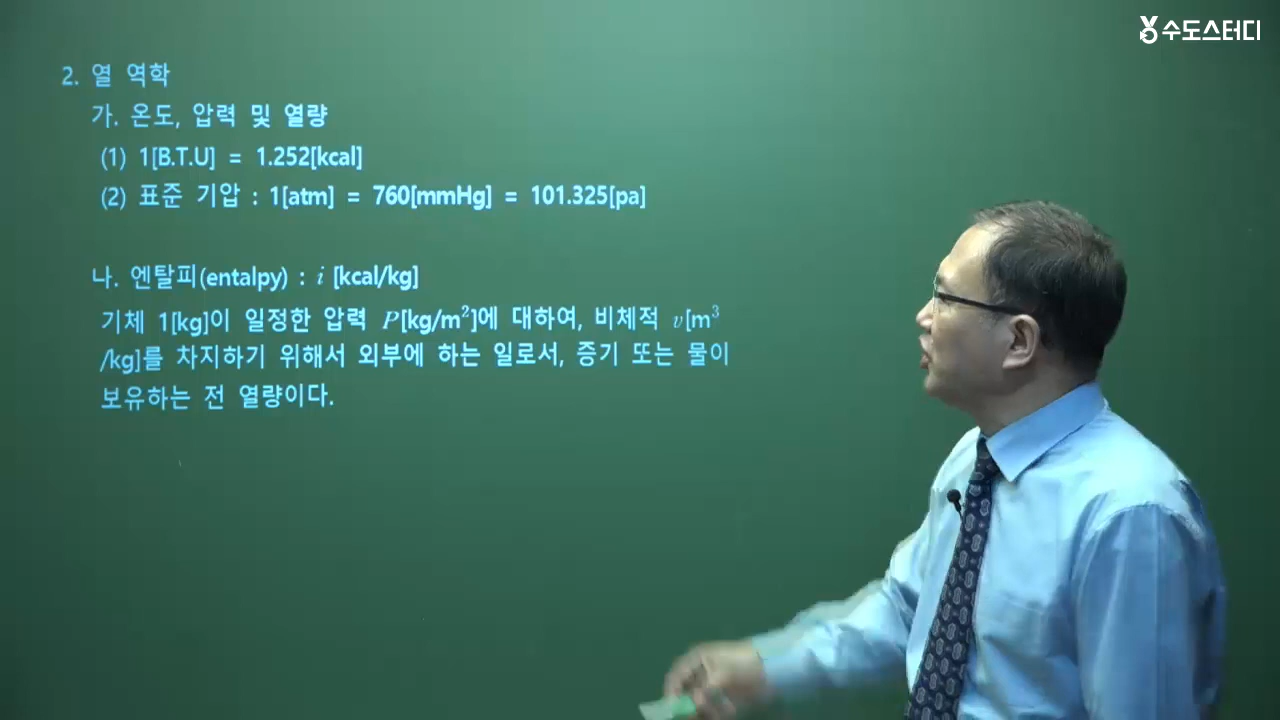 수도스터디
2. 열 역학
가. 온도, 압력 및 열량
(1) 1[B.T.U] = 1.252[kcal]
(2) 표준 기압 : 1[atm] = 760[mmHg] = 101.325[pa]
나. 엔탈피(entalpy) : i [kcal/kg]
기체 1[kg]이 일정한 압력 P[kg/m²]에 대하여, 비체적 v[m³
/kg]를 차지하기 위해서 외부에 하는 일로서, 증기 또는 물이
보유하는 전 열량이다.